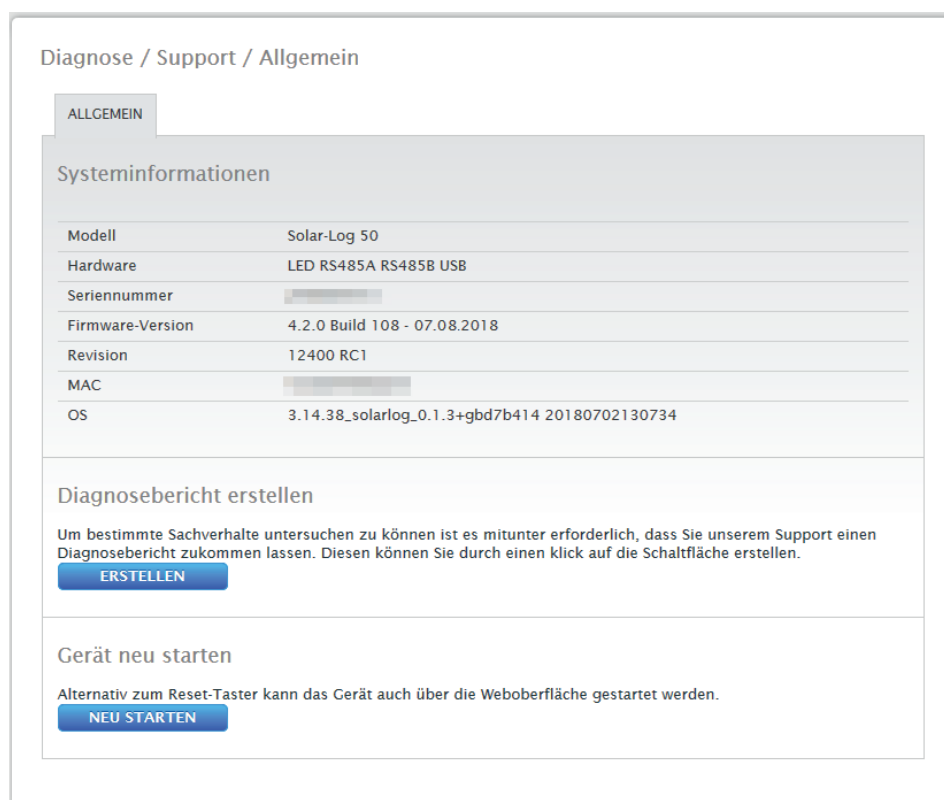 Diagnose / Support / Allgemein
ALLGEMEIN
Systeminformationen
Modell Solar-Log 50
Hardware LED RS485A RS485B USB
Seriennummer
Firmware-Version 4.2.0 Build 108 - 07.08.2018
Revision 12400 RC1
MAC
OS 3.14.38_solarlog_0.1.3+gbd7b414 20180702130734
Diagnosebericht erstellen
Um bestimmte Sachverhalte untersuchen zu können ist es mitunter erforderlich, dass Sie unserem Support einen
Diagnosebericht zukommen lassen. Diesen können Sie durch einen klick auf die Schaltfläche erstellen.
ERSTELLEN
Gerät neu starten
Alternativ zum Reset-Taster kann das Gerät auch über die Weboberfläche gestartet werden.
NEU STARTEN